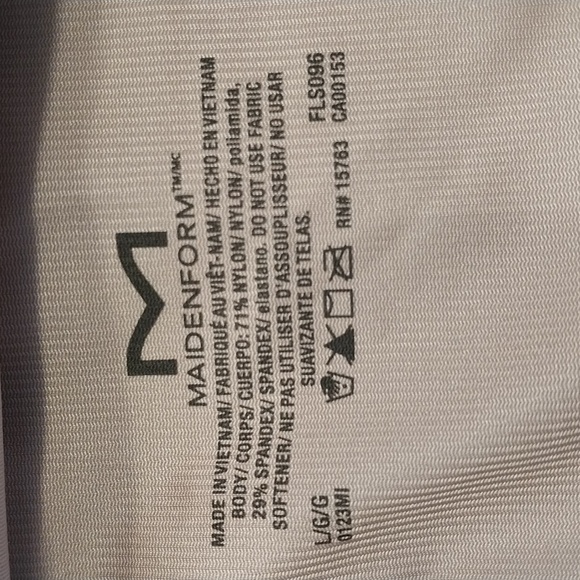 M
MAIDENFORM™/MC
MADE IN VIETNAM/ FABRIQUÉ AU VIÊT-NAM/ HECHO EN VIETNAM
BODY/ CORPS/ CUERPO: 71% NYLON/ NYLON/ poliamida,
29% SPANDEX/ SPANDEX/ elastano. DO NOT USE FABRIC
SOFTENER/ NE PAS UTILISER D'ASSOUPLISSEUR/ NO USAR
SUAVIZANTE DE TELAS.
L/G/G FLS096
0123MI RN# 15763 CA00153